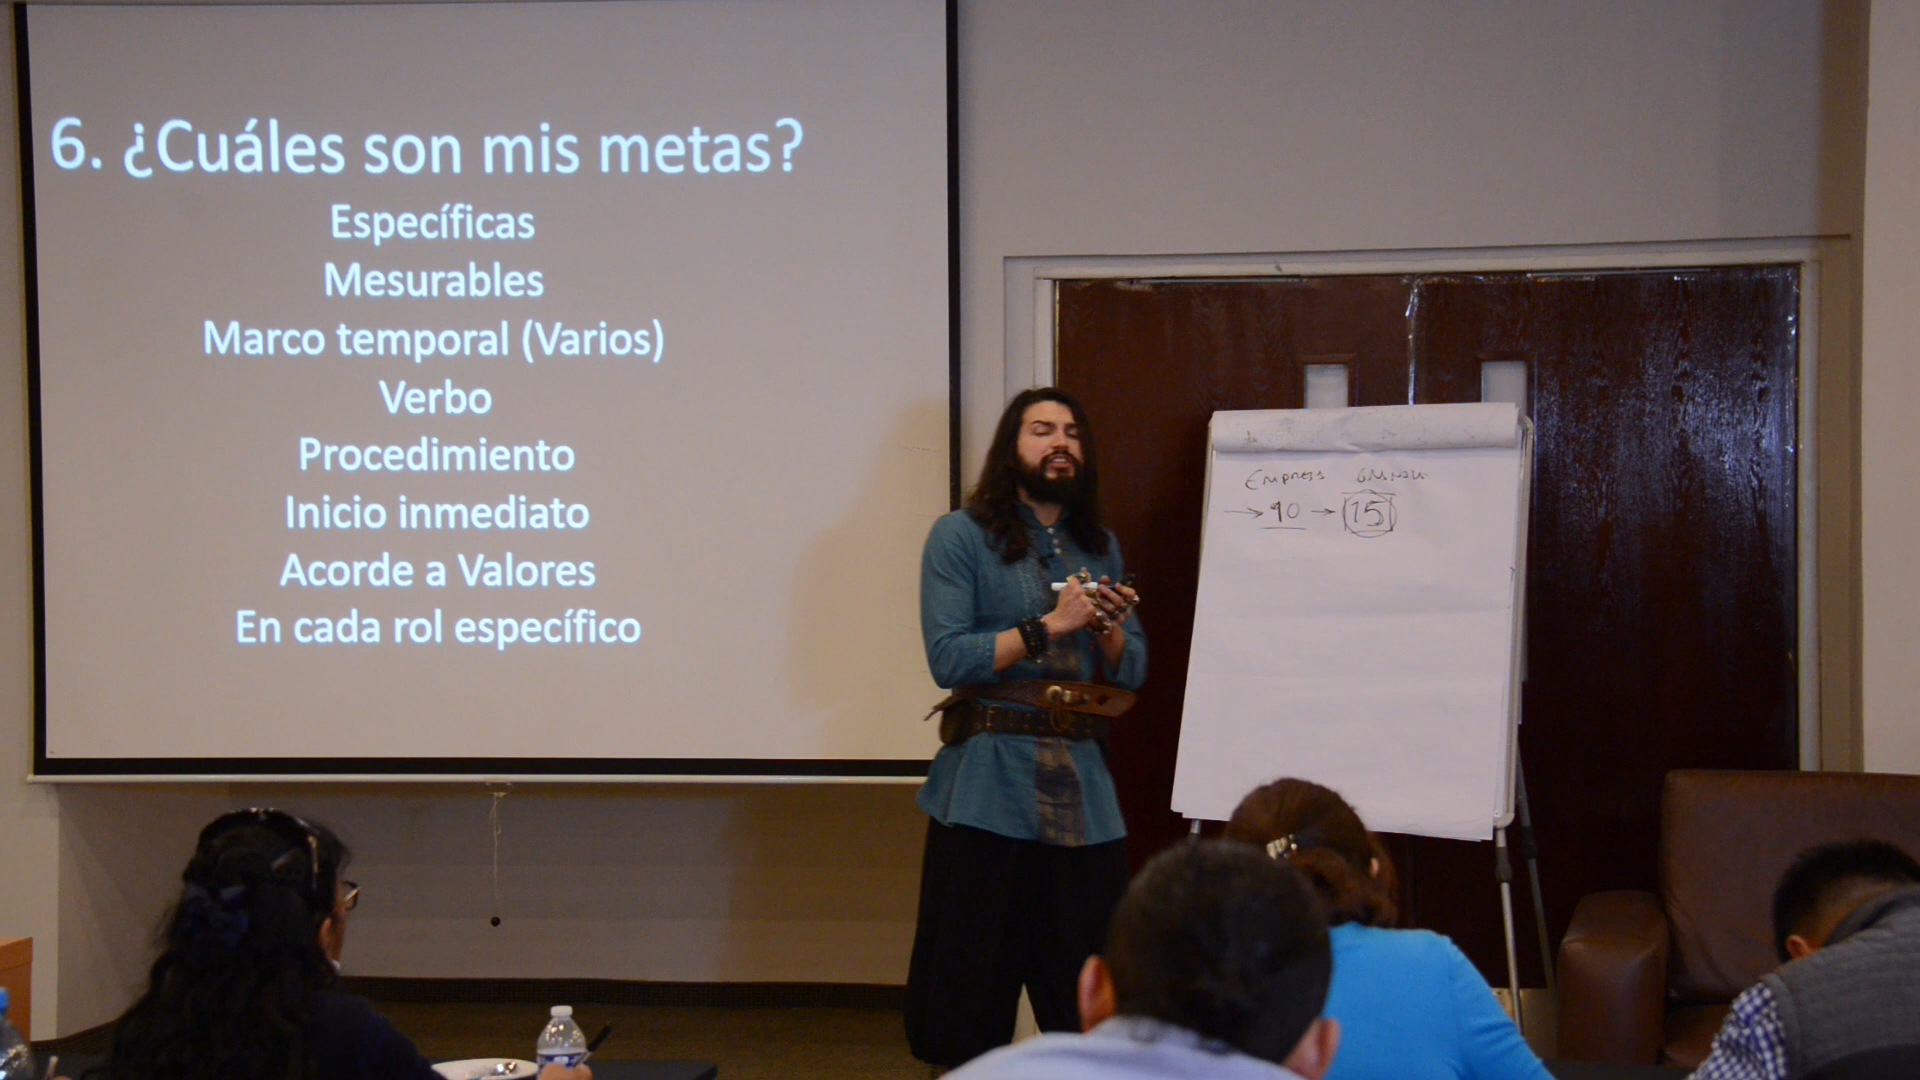 6. ¿Cuáles son mis metas?
Específicas
Mesurables
Marco temporal (Varios)
Verbo
Procedimiento
Inicio inmediato
Acorde a Valores
En cada rol específico
→ 90 → 15